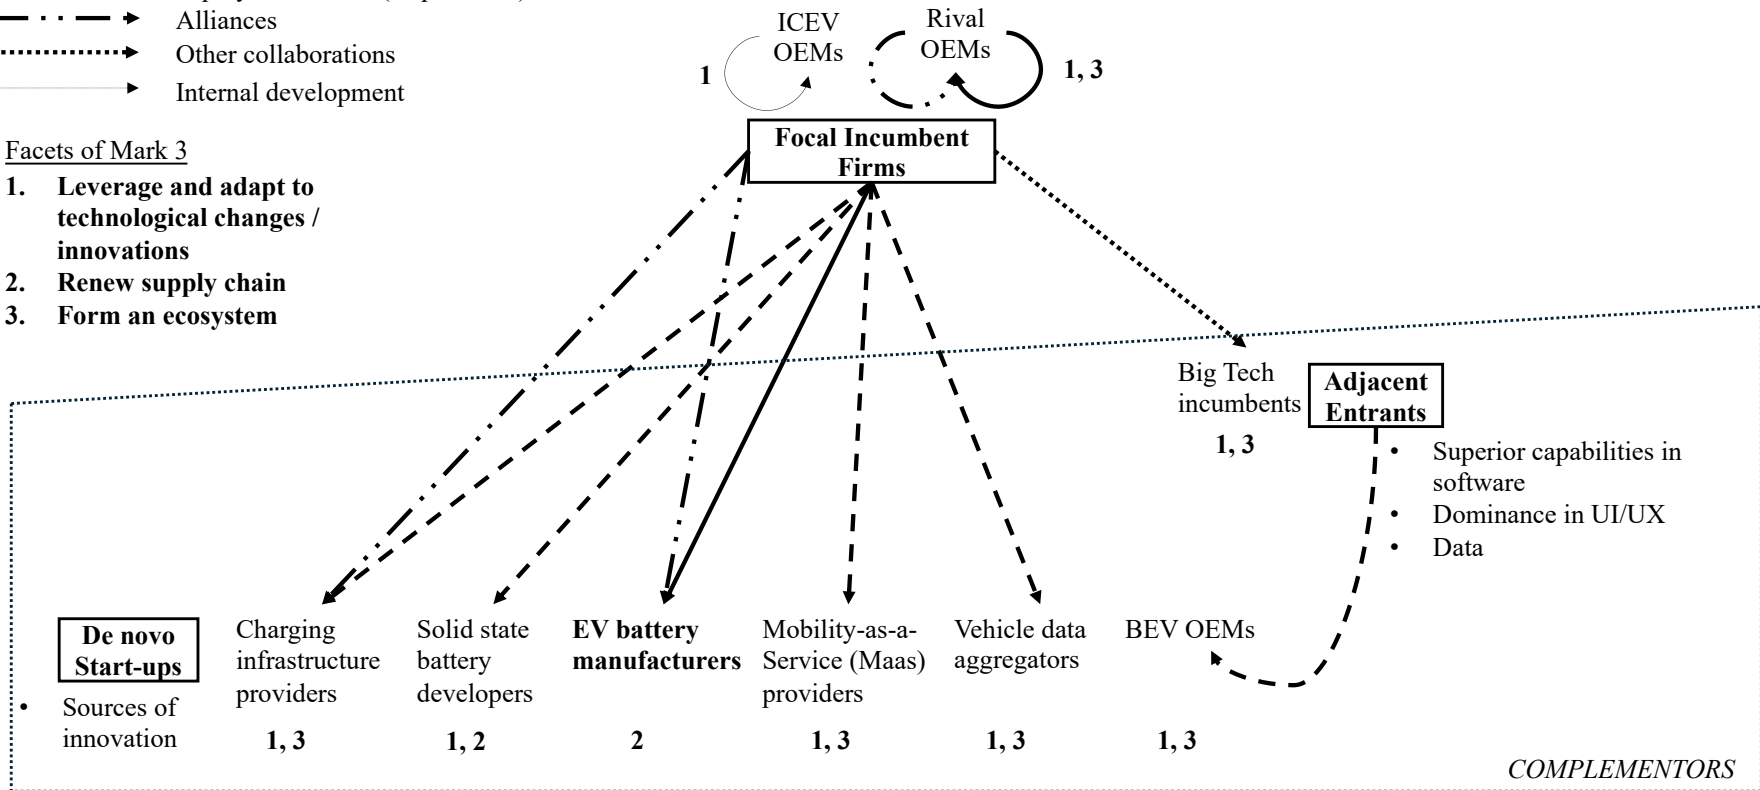 Alliances
Other collaborations
Internal development
Facets of Mark 3
1. Leverage and adapt to
technological changes /
innovations
2. Renew supply chain
3. Form an ecosystem
ICEV
OEMs
1
Rival
OEMs
1, 3
Focal Incumbent
Firms
Big Tech
incumbents
1, 3
Adjacent
Entrants
• Superior capabilities in
software
• Dominance in UI/UX
• Data
De novo
Start-ups
• Sources of
innovation
Charging
infrastructure
providers
1, 3
Solid state
battery
developers
1, 2
EV battery
manufacturers
2
Mobility-as-a-
Service (Maas)
providers
1, 3
Vehicle data
aggregators
1, 3
BEV OEMs
1, 3
COMPLEMENTORS